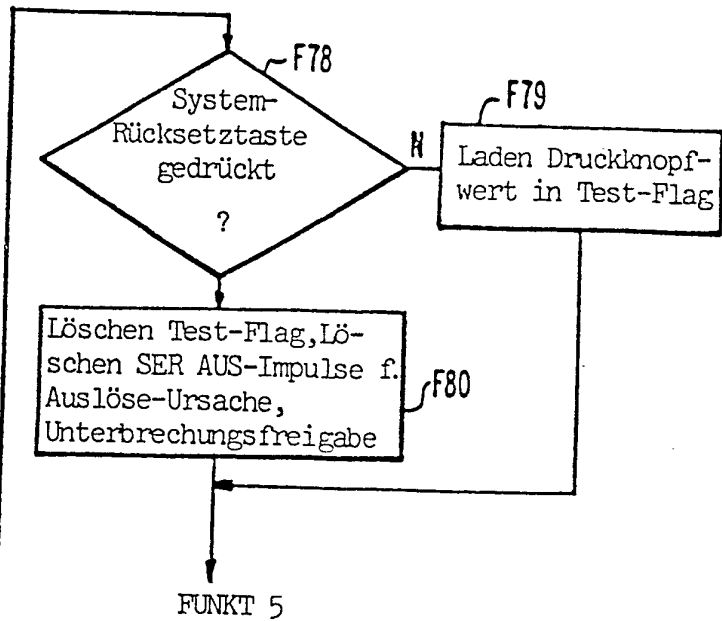 F78
System-
Rücksetztaste
gedrückt
?
N
F79
Laden Druckknopf-
wert in Test-Flag
Löschen Test-Flag,Lö-
schen SER AUS-Impulse f.
Auslöse-Ursache,
Unterbrechungsfreigabe
F80
FUNKT 5